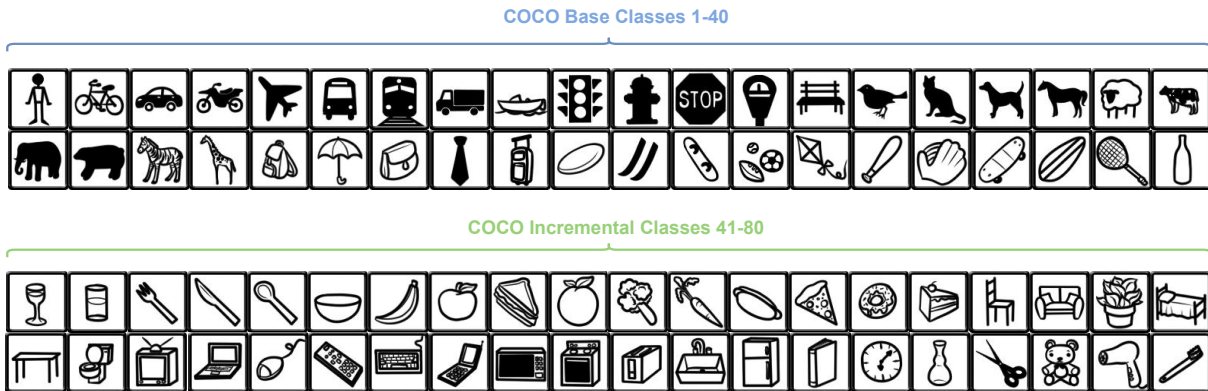 COCO Base Classes 1-40
STOP
COCO Incremental Classes 41-80